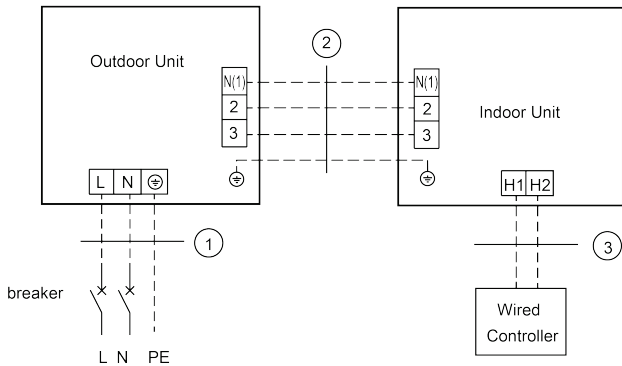 Outdoor Unit
N(1)
2
3
L N
2
N(1)
2
3
Indoor Unit
H1 H2
1
breaker
L N PE
3
Wired
Controller